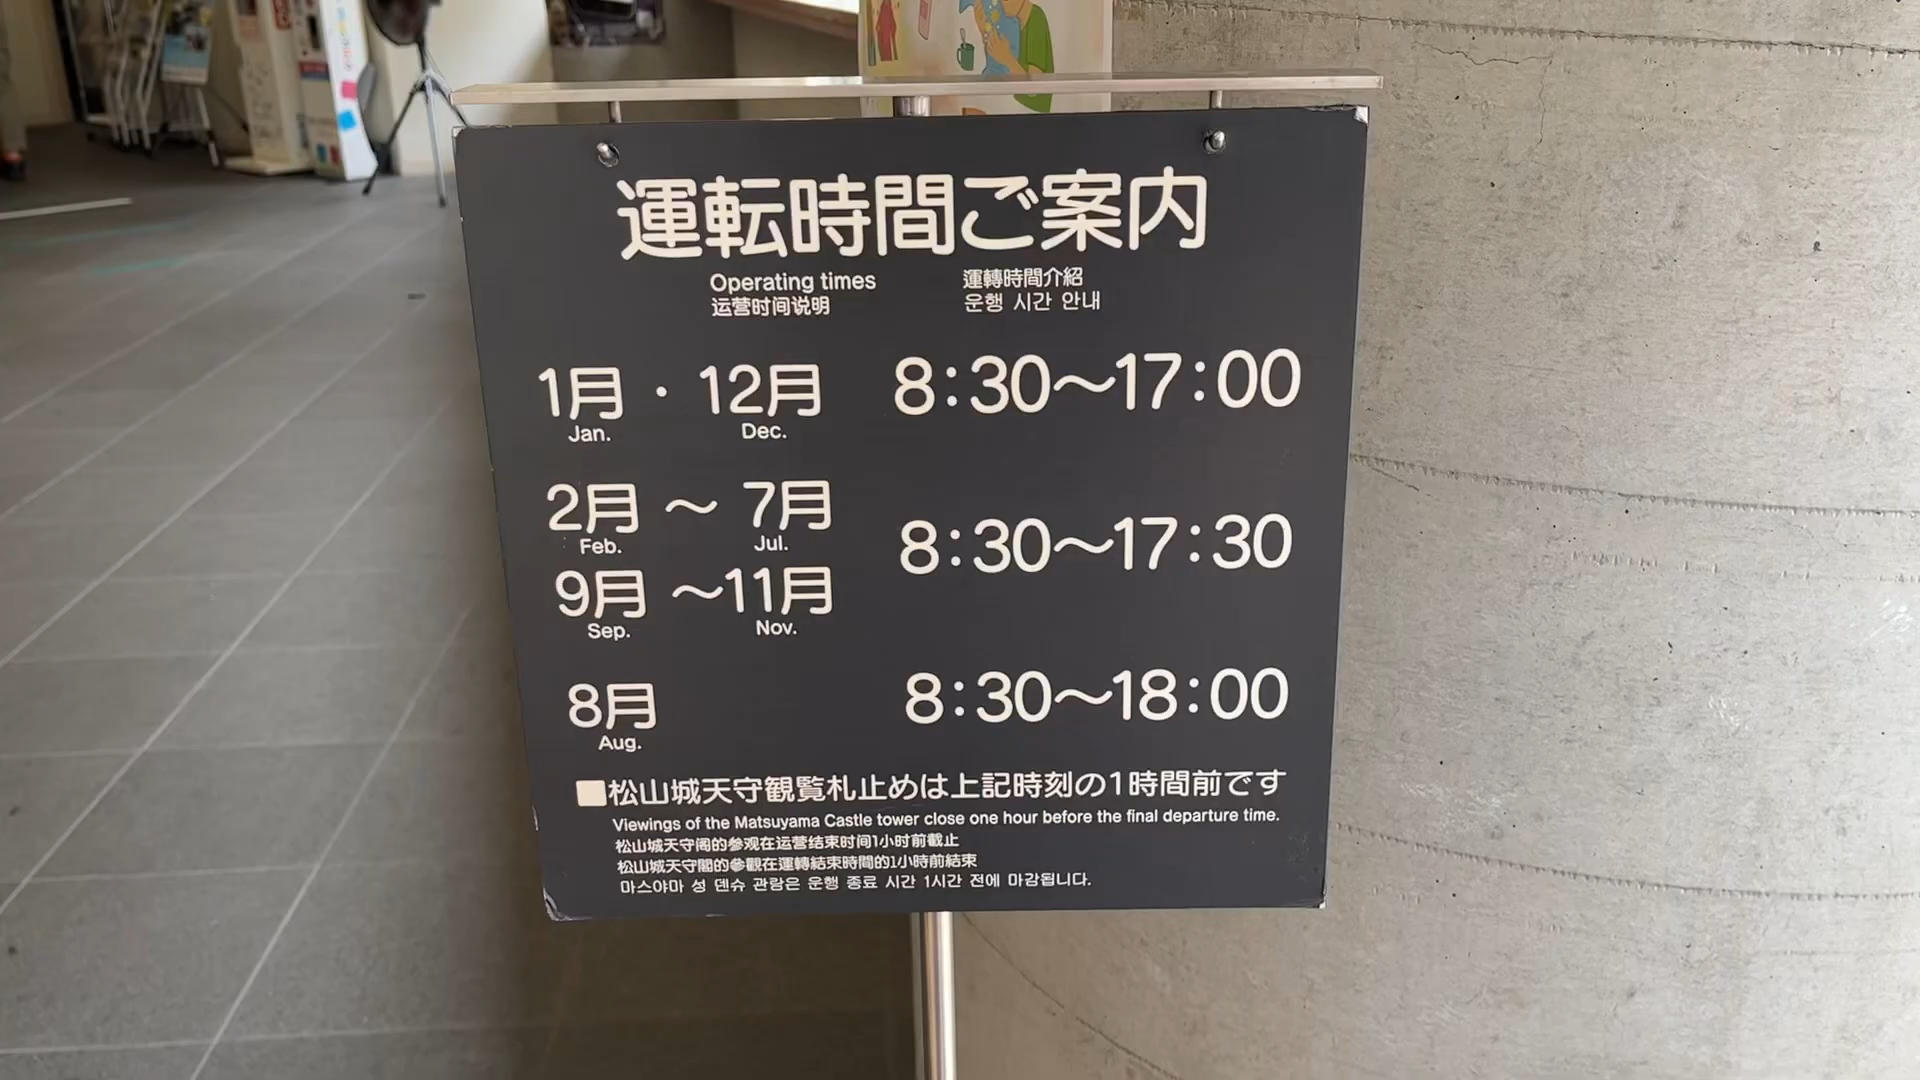 運転時間ご案内
Operating times
运营时间说明
運轉時間介紹
운행 시간 안내
1月 · 12月 8:30～17:00
Jan. Dec.
2月 ～ 7月
Feb. Jul.
8:30～17:30
9月 ～11月
Sep. Nov.
8月 8:30～18:00
Aug.
■松山城天守観覧札止めは上記時刻の1時間前です
Viewings of the Matsuyama Castle tower close one hour before the final departure time.
松山城天守阁的参观在运营结束时间1小时前截止
松山城天守閣的參觀在運轉結束時間的1小時前結束
마스야마 성 덴슈 관람은 운행 종료 시간 1시간 전에 마감됩니다.